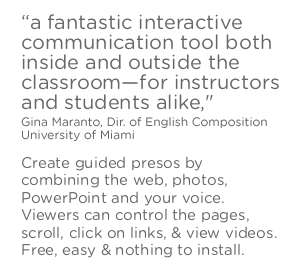 “a fantastic interactive
communication tool both
inside and outside the
classroom—for instructors
and students alike,"
Gina Maranto, Dir. of English Composition
University of Miami
Create guided presos by
combining the web, photos,
PowerPoint and your voice.
Viewers can control the pages,
scroll, click on links, & view videos.
Free, easy & nothing to install.